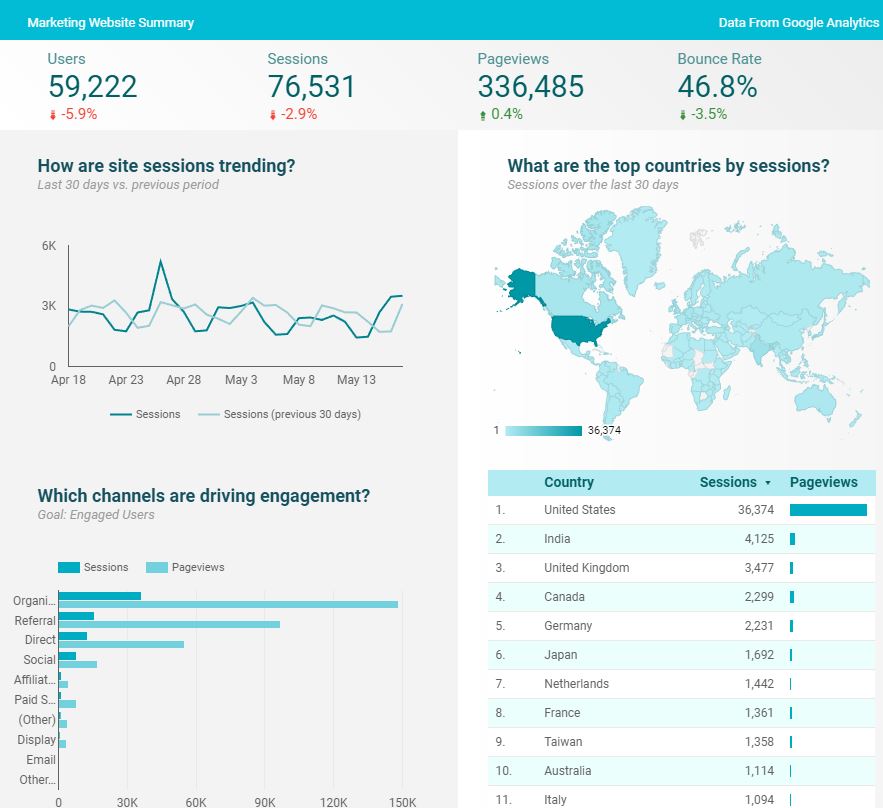 Marketing Website Summary
Data From Google Analytics
Users
59,222
-5.9%
Sessions
76,531
-2.9%
Pageviews
336,485
0.4%
Bounce Rate
46.8%
-3.5%
How are site sessions trending?
Last 30 days vs. previous period
6K
3K
0
Apr 18 Apr 23 Apr 28 May 3 May 8 May 13
Sessions Sessions (previous 30 days)
Which channels are driving engagement?
Goal: Engaged Users
Sessions Pageviews
Organi...
Referral
Direct
Social
Affiliat...
Paid S...
(Other)
Display
Email
Other...
0 30K 60K 90K 120K 150K
What are the top countries by sessions?
Sessions over the last 30 days
1 36,374
Country Sessions Pageviews
1. United States 36,374
2. India 4,125
3. United Kingdom 3,477
4. Canada 2,299
5. Germany 2,231
6. Japan 1,692
7. Netherlands 1,442
8. France 1,361
9. Taiwan 1,358
10. Australia 1,114
11. Italy 1,094